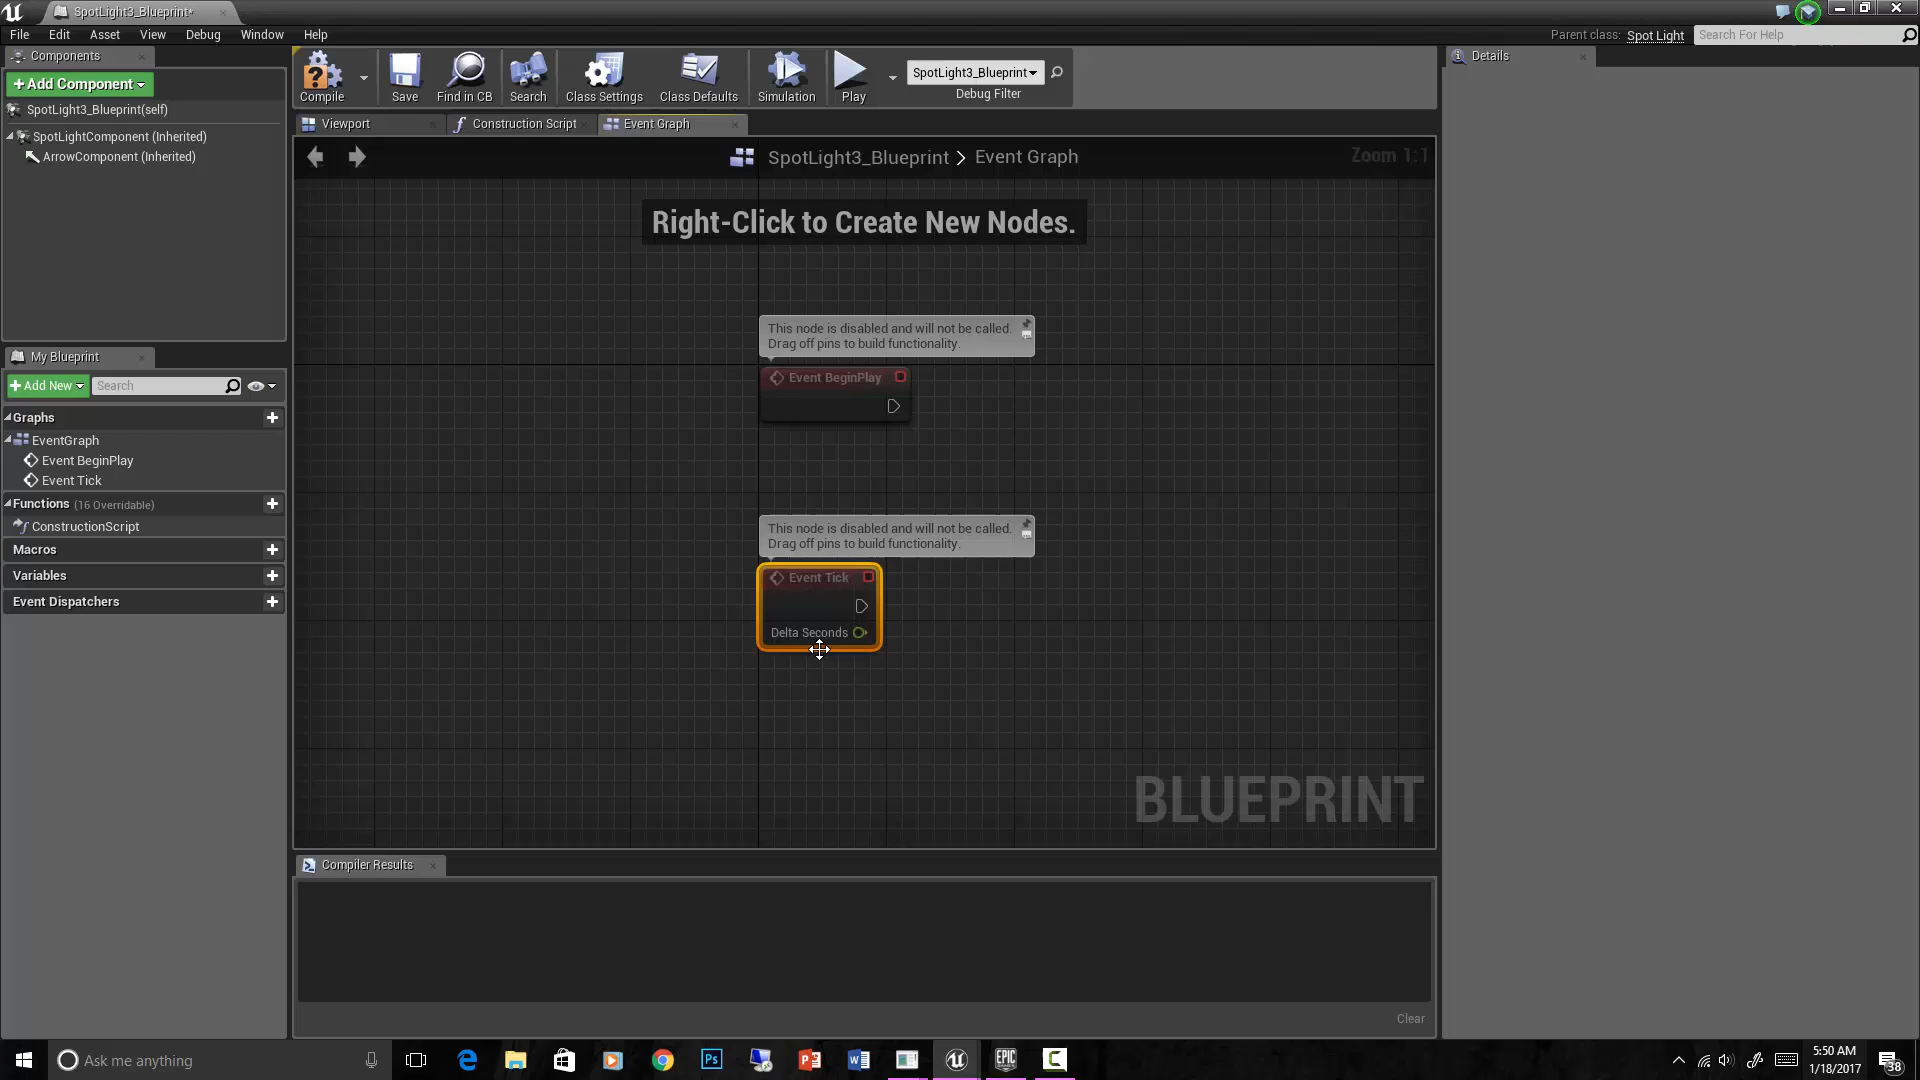 SpotLight3_Blueprint*
File Edit Asset View Debug Window Help
Parent class: Spot Light Search For Help
Components
Details
+Add Component
SpotLight3_Blueprint(self)
SpotLightComponent (Inherited)
ArrowComponent (Inherited)
Compile Save Find in CB Search Class Settings Class Defaults Simulation Play
SpotLight3_Blueprint
Debug Filter
Viewport Construction Script Event Graph
SpotLight3_Blueprint > Event Graph
Zoom 1:1
Right-Click to Create New Nodes.
This node is disabled and will not be called.
Drag off pins to build functionality.
Event BeginPlay
This node is disabled and will not be called.
Drag off pins to build functionality.
Event Tick
Delta Seconds
BLUEPRINT
My Blueprint
+Add New Search
Graphs
EventGraph
Event BeginPlay
Event Tick
Functions (16 Overridable)
ConstructionScript
Macros
Variables
Event Dispatchers
Compiler Results
Clear
Ask me anything
5:50 AM
1/18/2017
38